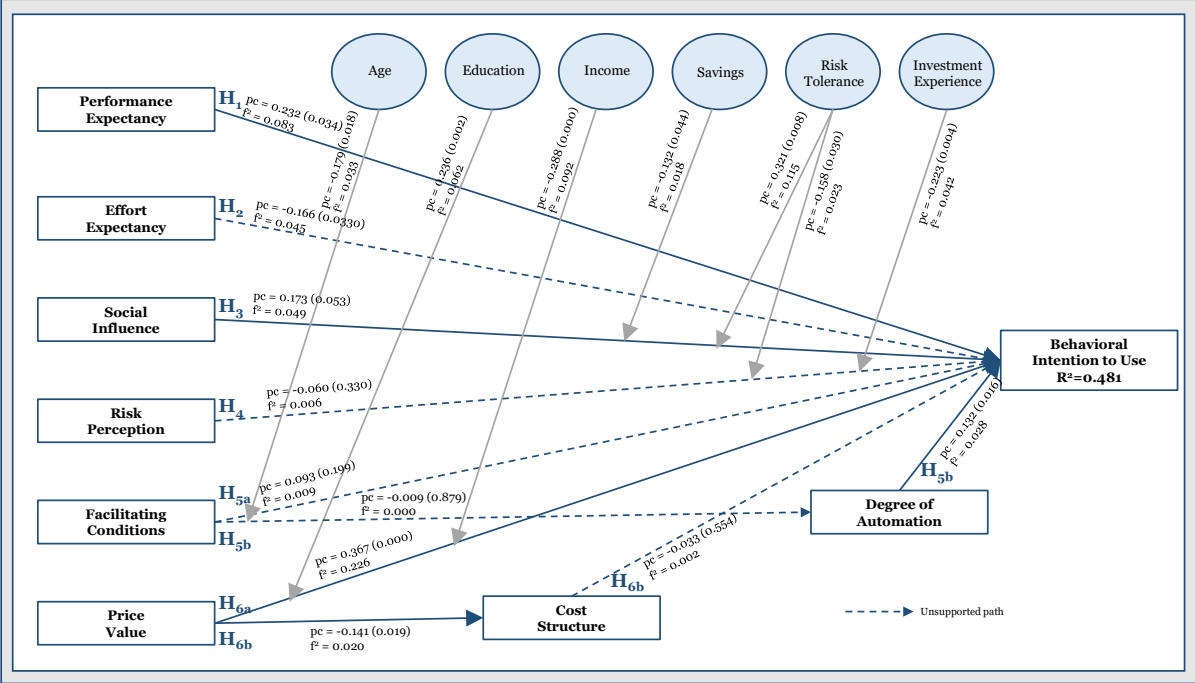 Age
Education
Income
Savings
Risk
Tolerance
Investment
Experience
Performance
Expectancy
H1
pc = 0.232 (0.034)
f² = 0.083
pc = -0.179 (0.018)
f² = 0.033
pc = 0.236 (0.002)
f² = 0.062
pc = -0.288 (0.000)
f² = 0.092
pc = -0.132 (0.044)
f² = 0.018
pc = 0.321 (0.008)
f² = 0.115
pc = -0.158 (0.030)
f² = 0.023
pc = -0.223 (0.004)
f² = 0.042
Effort
Expectancy
H2
pc = -0.166 (0.0330)
f² = 0.045
Social
Influence
H3
pc = 0.173 (0.053)
f² = 0.049
Behavioral
Intention to Use
R²=0.481
Risk
Perception
H4
pc = -0.060 (0.330)
f² = 0.006
pc = 0.132 (0.016)
f² = 0.028
H5b
Facilitating
Conditions
H5a
pc = 0.093 (0.199)
f² = 0.009
H5b
pc = -0.009 (0.879)
f² = 0.000
Degree of
Automation
Price
Value
H6a
pc = 0.367 (0.000)
f² = 0.226
H6b
pc = -0.141 (0.019)
f² = 0.020
Cost
Structure
H6b
pc = -0.033 (0.554)
f² = 0.002
Unsupported path